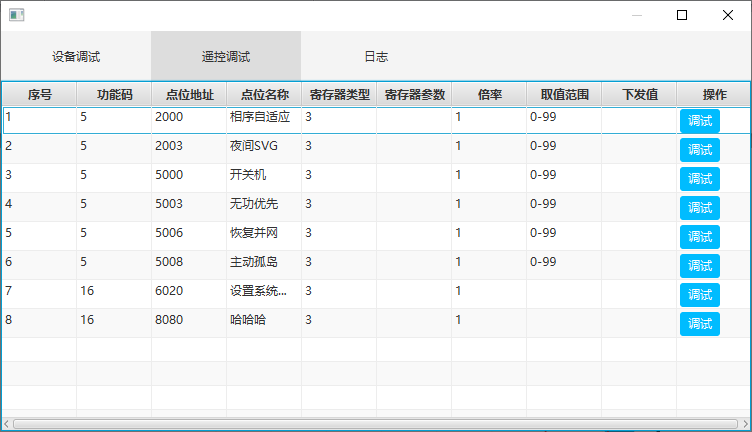 设备调试 遥控调试 日志
序号 功能码 点位地址 点位名称 寄存器类型 寄存器参数 倍率 取值范围 下发值 操作
1 5 2000 相序自适应 3 1 0-99 调试
2 5 2003 夜间SVG 3 1 0-99 调试
3 5 5000 开关机 3 1 0-99 调试
4 5 5003 无功优先 3 1 0-99 调试
5 5 5006 恢复并网 3 1 0-99 调试
6 5 5008 主动孤岛 3 1 0-99 调试
7 16 6020 设置系统... 3 1 调试
8 16 8080 哈哈哈 3 1 调试